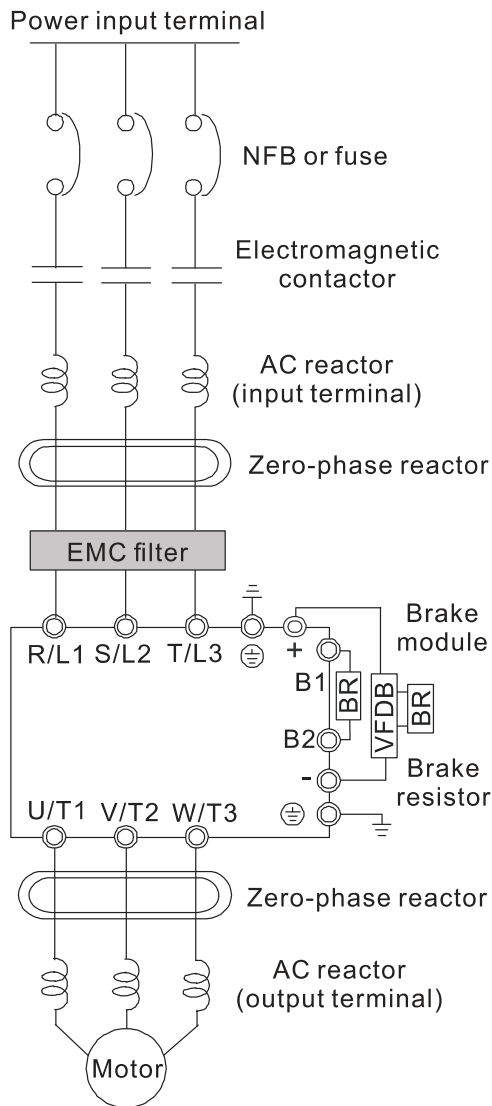 Power input terminal
NFB or fuse
Electromagnetic
contactor
AC reactor
(input terminal)
Zero-phase reactor
EMC filter
R/L1 S/L2 T/L3
+
B1
BR
B2
-
VFDB
BR
Brake
module
Brake
resistor
U/T1 V/T2 W/T3
Zero-phase reactor
AC reactor
(output terminal)
Motor